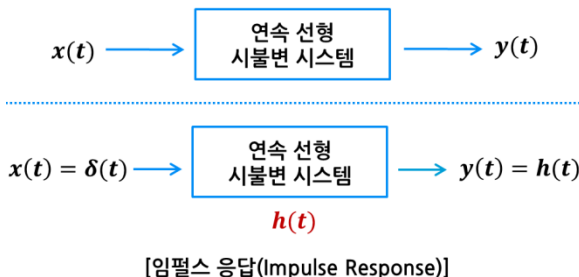 연속 선형
시불변 시스템
x(t)
y(t)
연속 선형
시불변 시스템
x(t) = δ(t)
y(t) = h(t)
h(t)
[임펄스 응답(Impulse Response)]